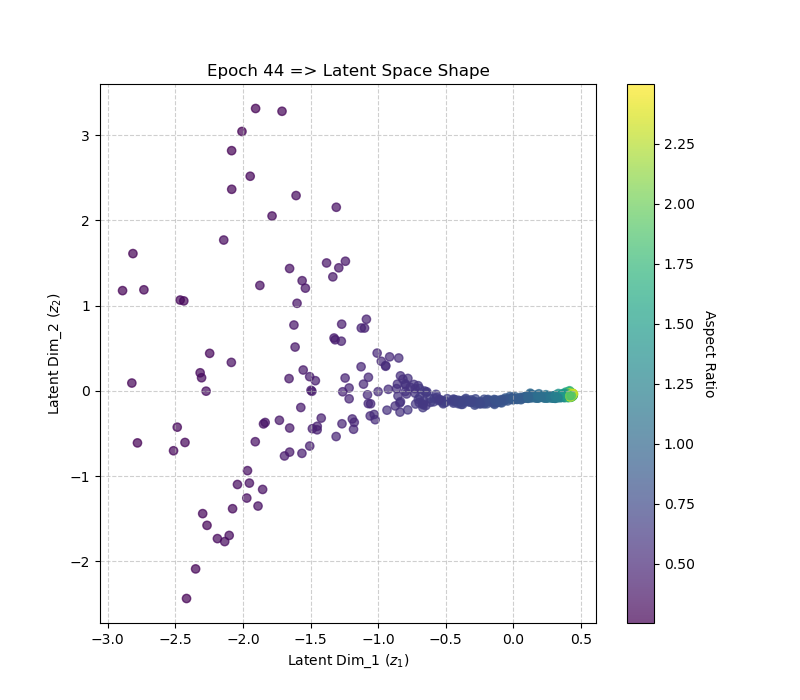 Epoch 44 => Latent Space Shape
3
2
1
0
−1
−2
Latent Dim_2 (z₂)
−3.0 −2.5 −2.0 −1.5 −1.0 −0.5 0.0 0.5
Latent Dim_1 (z₁)
2.25
2.00
1.75
1.50
1.25
1.00
0.75
0.50
Aspect Ratio